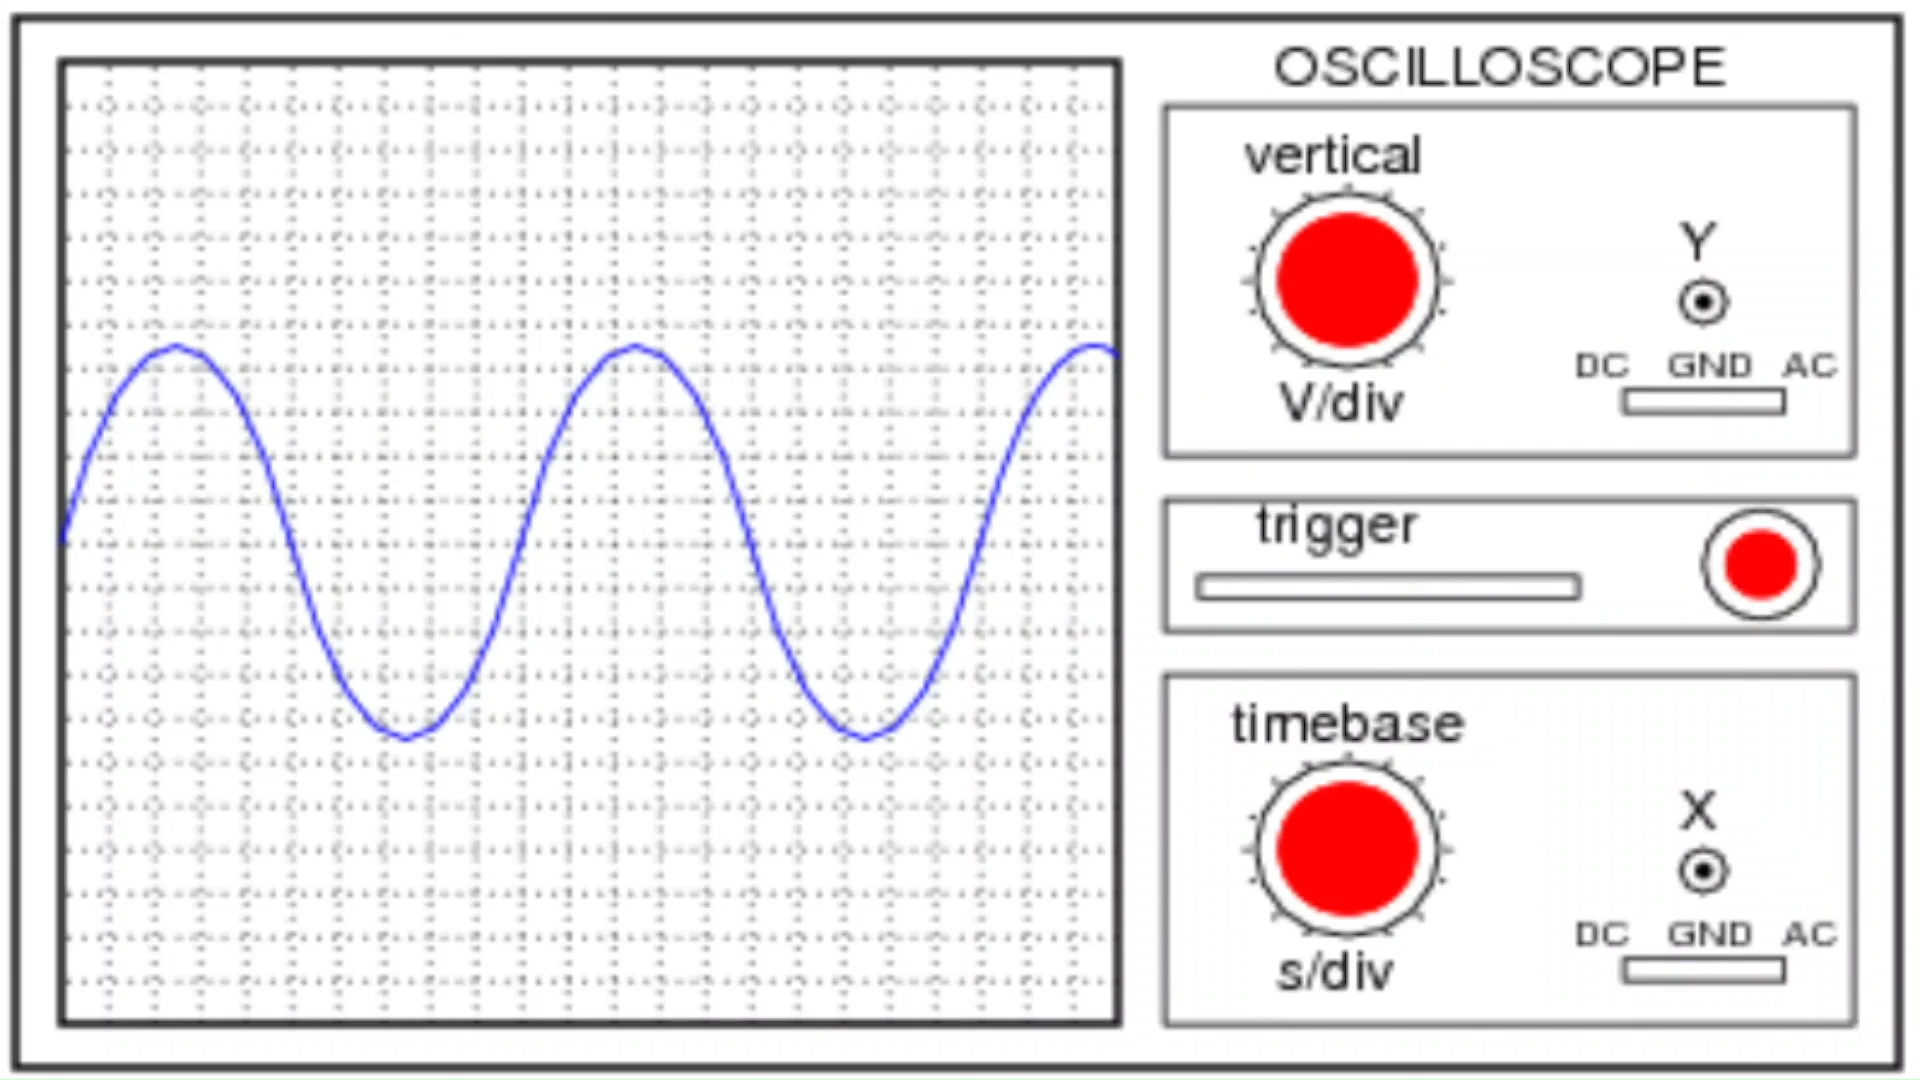 OSCILLOSCOPE
vertical
Y
DC GND AC
V/div
trigger
timebase
X
DC GND AC
s/div